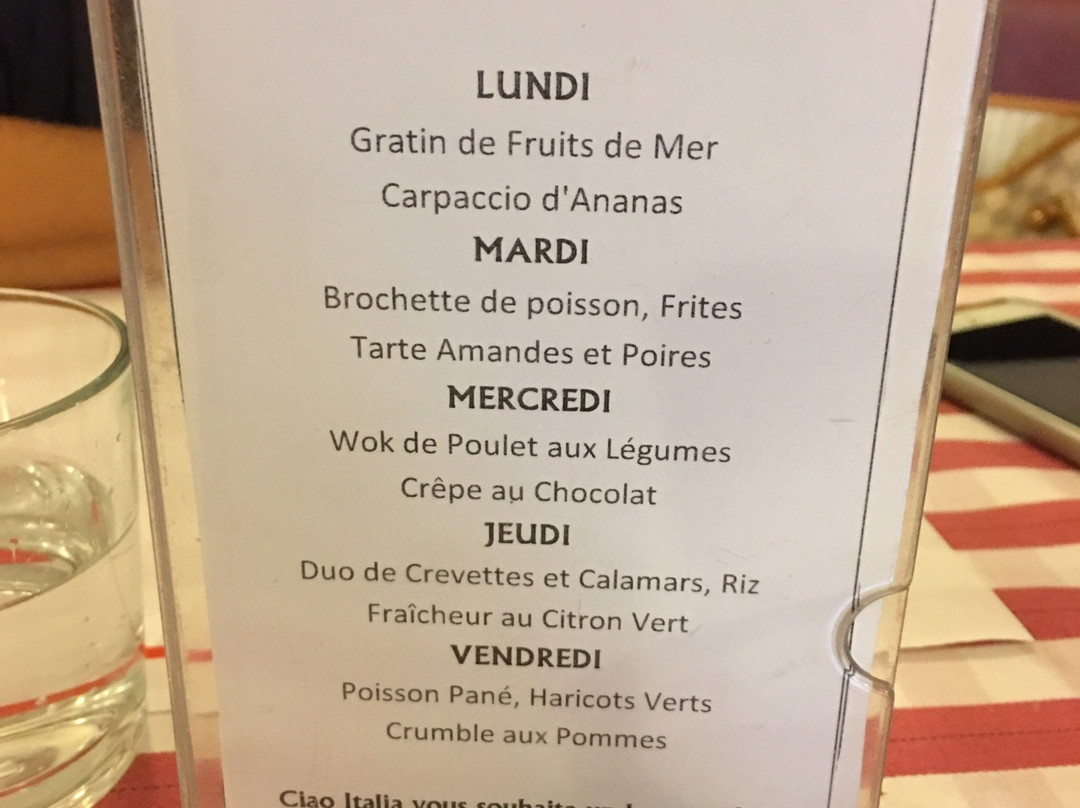 LUNDI
Gratin de Fruits de Mer
Carpaccio d'Ananas
MARDI
Brochette de poisson, Frites
Tarte Amandes et Poires
MERCREDI
Wok de Poulet aux Légumes
Crêpe au Chocolat
JEUDI
Duo de Crevettes et Calamars, Riz
Fraîcheur au Citron Vert
VENDREDI
Poisson Pané, Haricots Verts
Crumble aux Pommes
Ciao Italia vous souhaite un